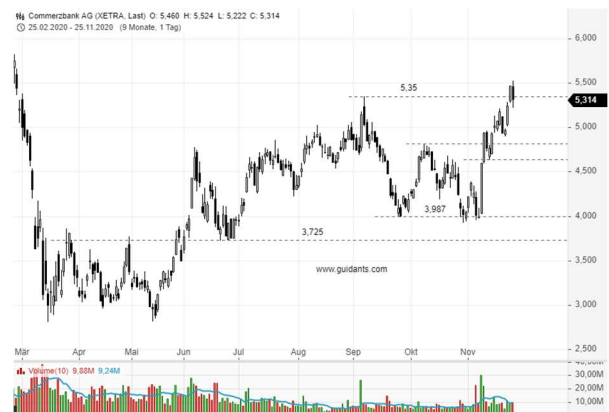 Commerzbank AG (XETRA, Last) O: 5,460 H: 5,524 L: 5,222 C: 5,314
25.02.2020 - 25.11.2020 (9 Monate, 1 Tag)
6,000
5,500
5,35
5,314
5,000
4,500
3,987
4,000
3,725
3,500
www.guidants.com
3,000
2,500
Mär Apr Mai Jun Jul Aug Sep Okt Nov
Volume(10) 9,88M 9,24M
40,00M
30,00M
20,00M
10,00M